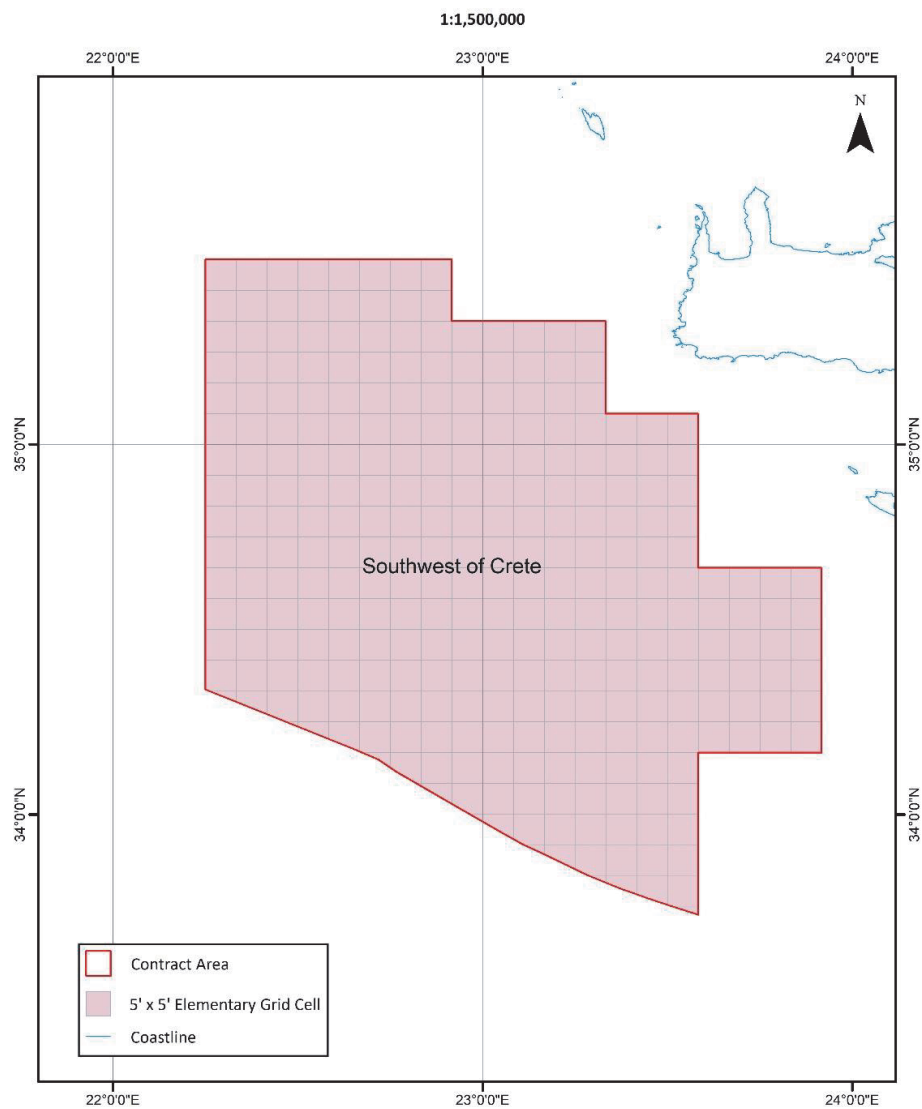 1:1,500,000
22°0'0"E
23°0'0"E
24°0'0"E
N
35°0'0"N
35°0'0"N
Southwest of Crete
34°0'0"N
34°0'0"N
Contract Area
5' x 5' Elementary Grid Cell
Coastline
22°0'0"E
23°0'0"E
24°0'0"E